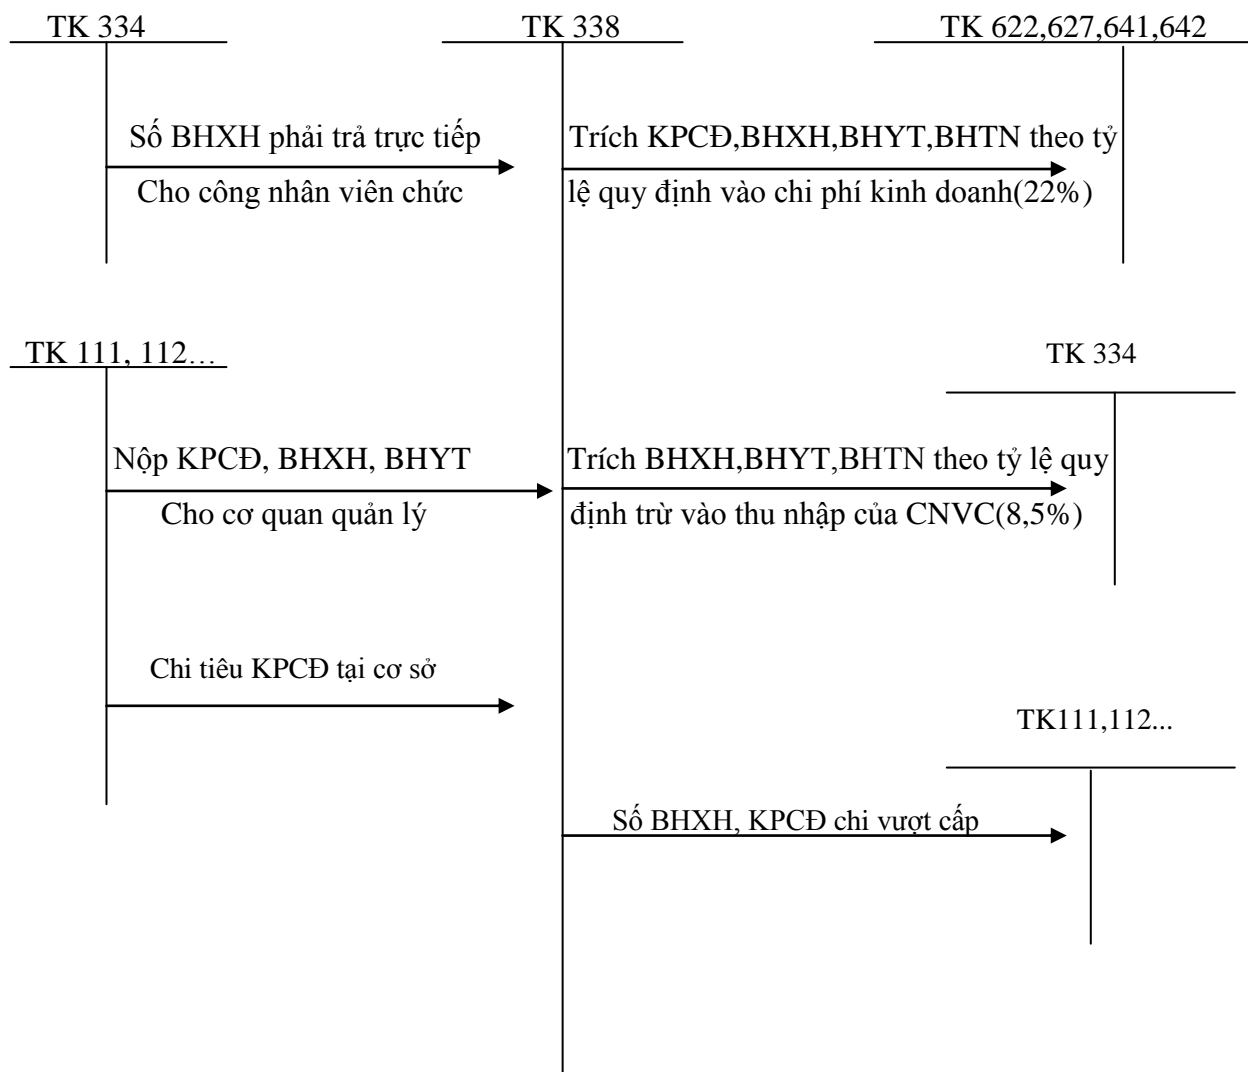 TK 334
TK 338
TK 622,627,641,642
Số BHXH phải trả trực tiếp
Cho công nhân viên chức
Trích KPCĐ,BHXH,BHYT,BHTN theo tỷ
lệ quy định vào chi phí kinh doanh(22%)
TK 111, 112…
TK 334
Nộp KPCĐ, BHXH, BHYT
Cho cơ quan quản lý
Trích BHXH,BHYT,BHTN theo tỷ lệ quy
định trừ vào thu nhập của CNVC(8,5%)
Chi tiêu KPCĐ tại cơ sở
TK111,112...
Số BHXH, KPCĐ chi vượt cấp